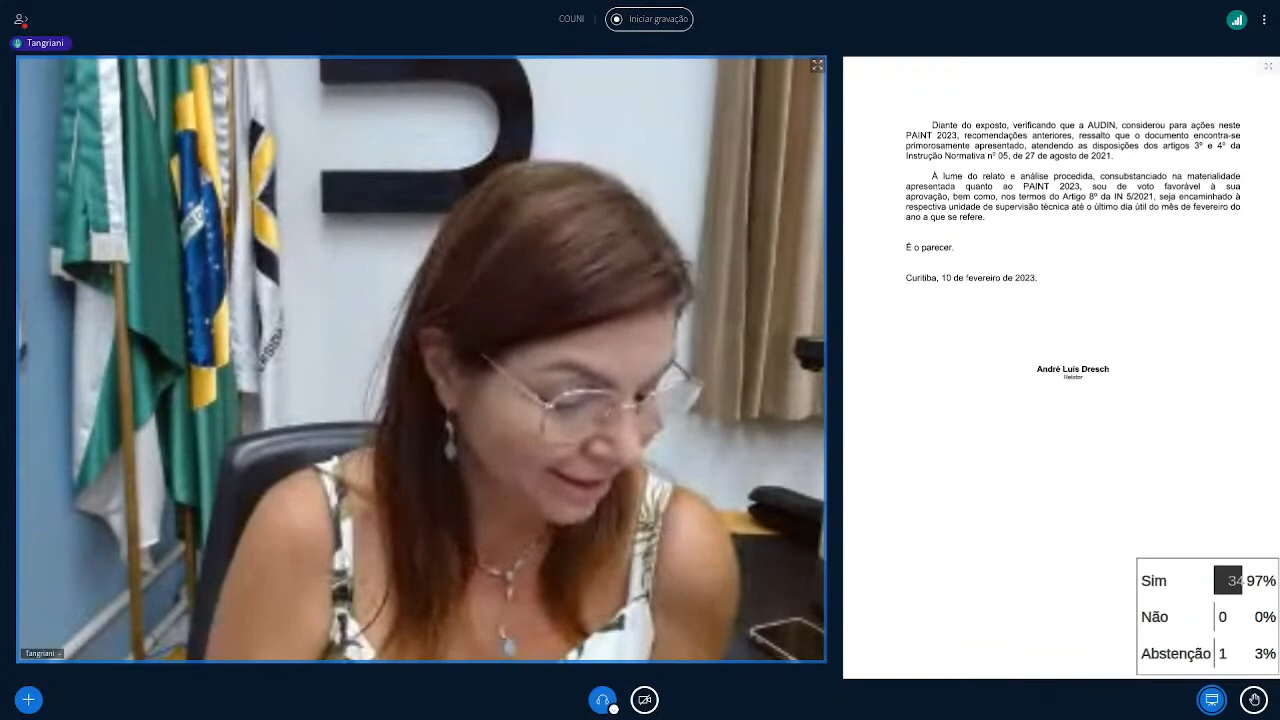 COUNI
Iniciar gravação
Tangriani
Diante do exposto, verificando que a AUDIN, considerou para ações neste
PAINT 2023, recomendações anteriores, ressalto que o documento encontra-se
primorosamente apresentado, atendendo as disposições dos artigos 3º e 4º da
Instrução Normativa nº 05, de 27 de agosto de 2021.
À lume do relato e análise procedida, consubstanciado na materialidade
apresentada quanto ao PAINT 2023, sou de voto favorável à sua
aprovação, bem como, nos termos do Artigo 8º da IN 5/2021, seja encaminhado à
respectiva unidade de supervisão técnica até o último dia útil do mês de fevereiro do
ano a que se refere.
É o parecer.
Curitiba, 10 de fevereiro de 2023.
André Luís Dresch
Relator
Sim 34 97%
Não 0 0%
Abstenção 1 3%
Tangriani